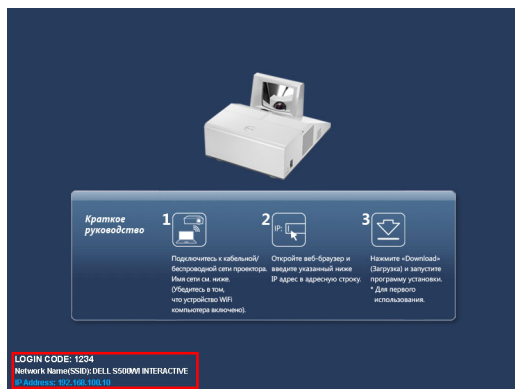 Краткое
руководство
1
2
IP:
3
Подключитесь к кабельной/
беспроводной сети проектора.
Имя сети см. ниже.
(Убедитесь в том,
что устройство WiFi
компьютера включено).
Откройте веб-браузер и
введите указанный ниже
IP адрес в адресную строку.
Нажмите «Download»
(Загрузка) и запустите
программу установки.
* Для первого
использования.
LOGIN CODE: 1234
Network Name(SSID): DELL S500WI INTERACTIVE
IP Address: 192.168.100.10